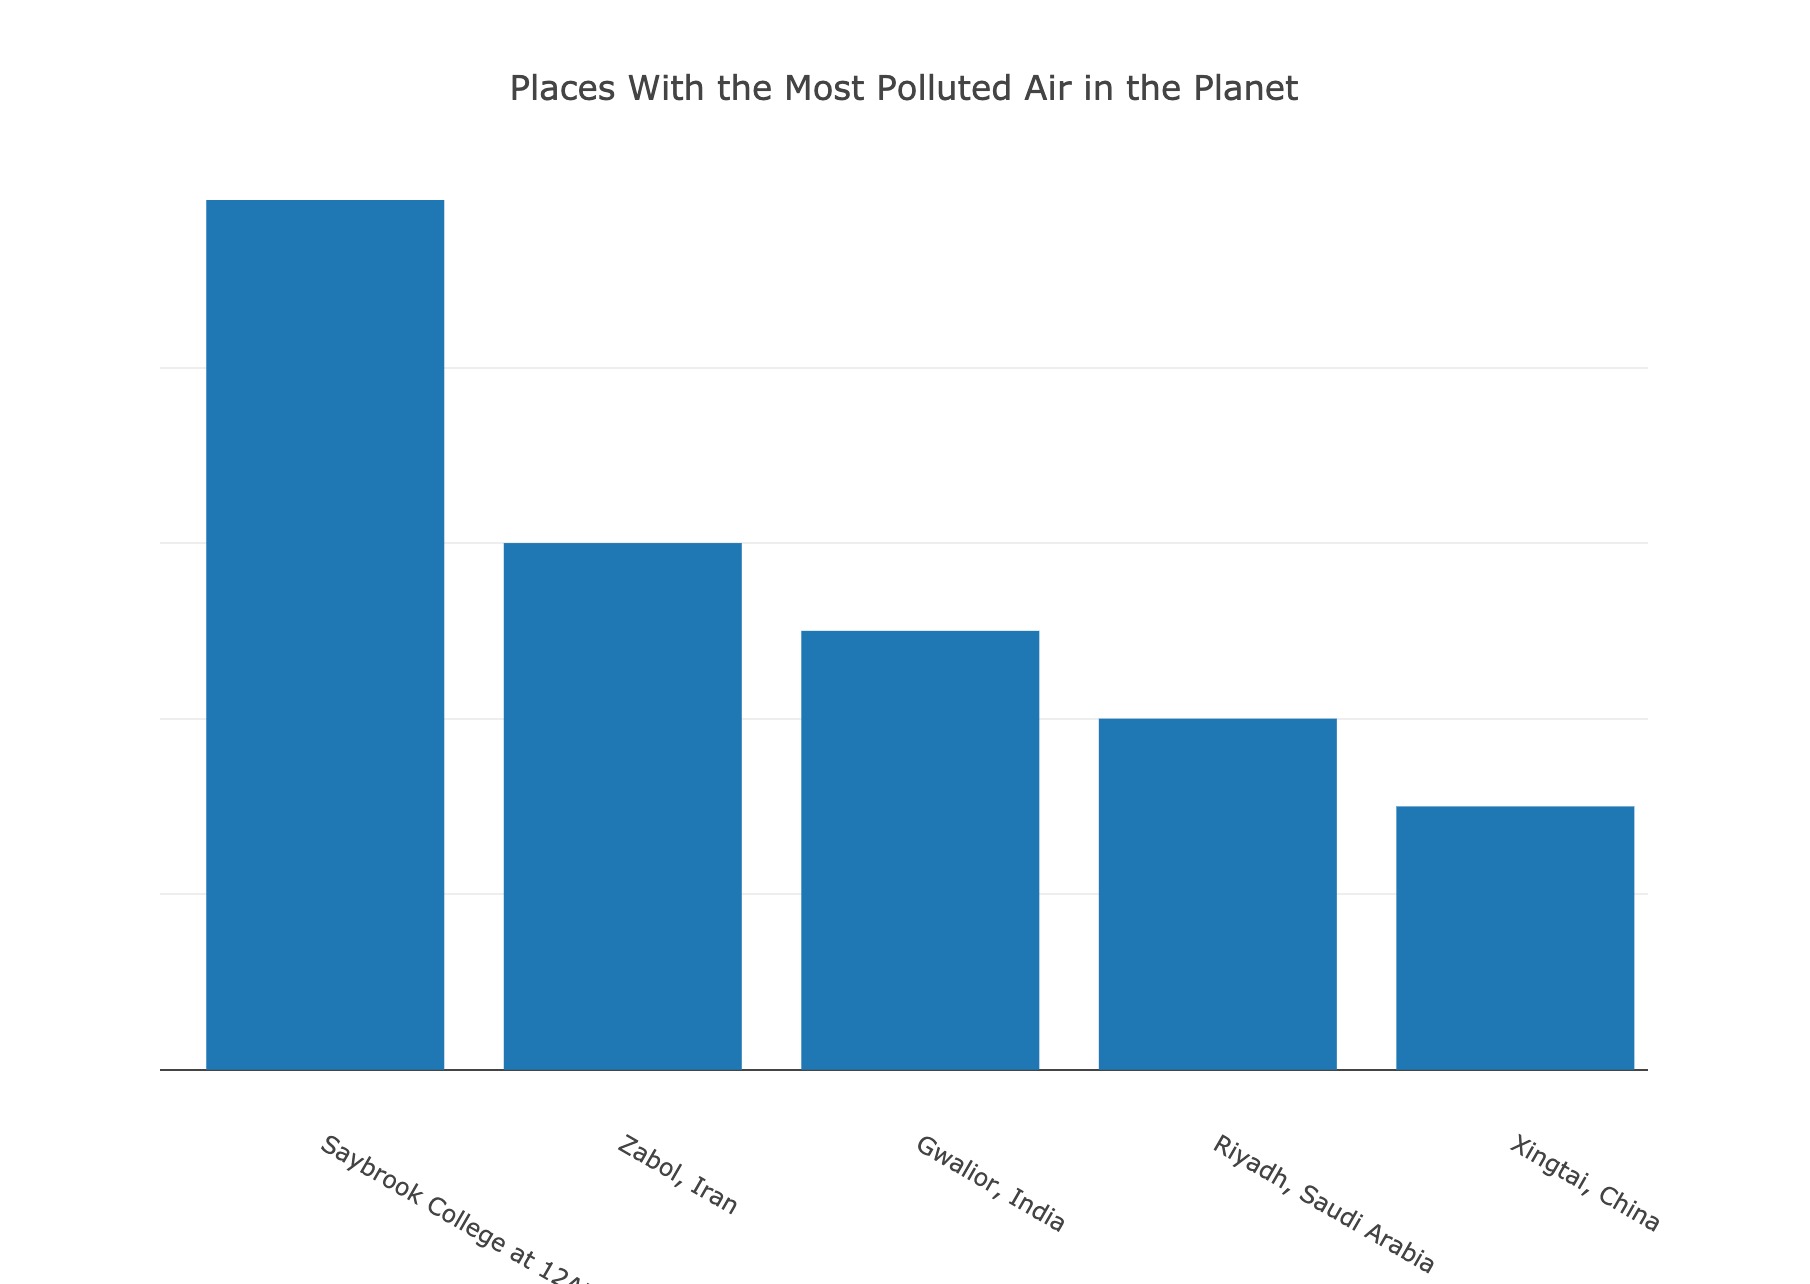 Places With the Most Polluted Air in the Planet
Saybrook College at
Zabol, Iran
Gwalior, India
Riyadh, Saudi Arabia
Xingtai, China